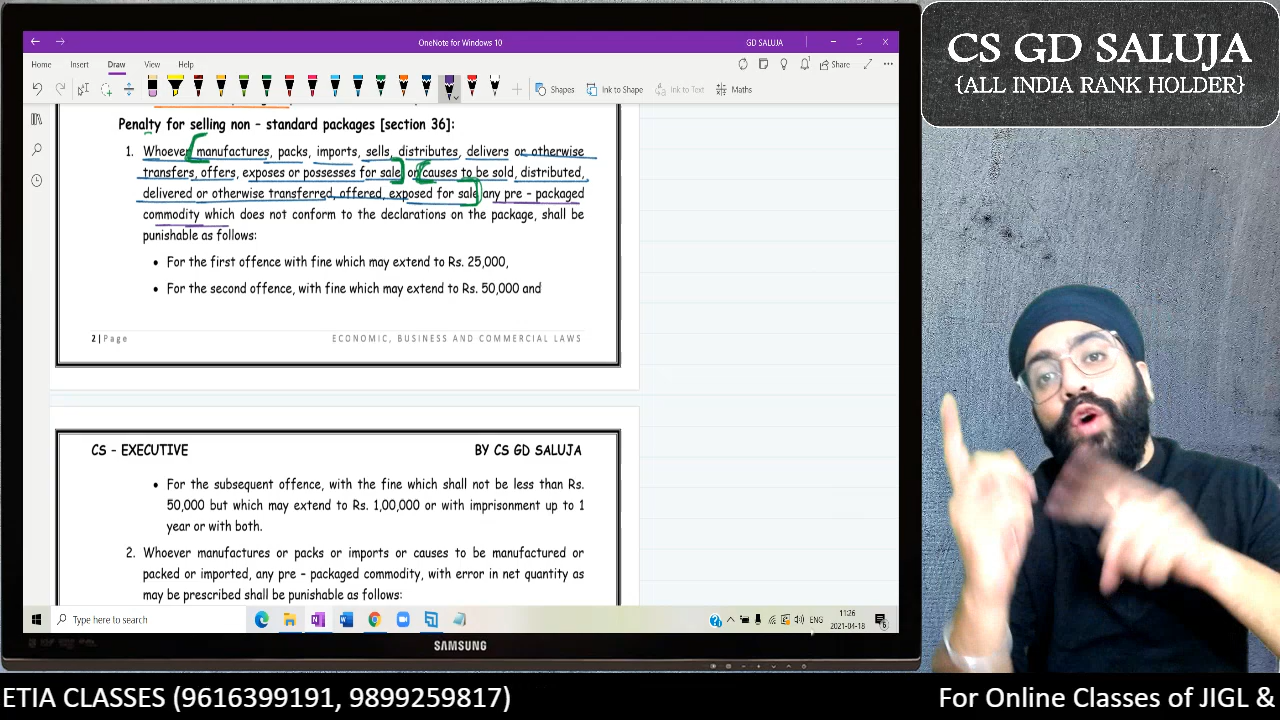 OneNote for Windows 10
GD SALUJA
Home Insert Draw View Help
Share
Shapes Ink to Shape Ink to Text Maths
Penalty for selling non – standard packages [section 36]:
1. Whoever manufactures, packs, imports, sells, distributes, delivers or otherwise
transfers, offers, exposes or possesses for sale or causes to be sold, distributed,
delivered or otherwise transferred, offered, exposed for sale any pre – packaged
commodity which does not conform to the declarations on the package, shall be
punishable as follows:
• For the first offence with fine which may extend to Rs. 25,000,
• For the second offence, with fine which may extend to Rs. 50,000 and
2 | Page
ECONOMIC, BUSINESS AND COMMERCIAL LAWS
CS – EXECUTIVE
BY CS GD SALUJA
• For the subsequent offence, with the fine which shall not be less than Rs.
50,000 but which may extend to Rs. 1,00,000 or with imprisonment up to 1
year or with both.
2. Whoever manufactures or packs or imports or causes to be manufactured or
packed or imported, any pre – packaged commodity, with error in net quantity as
may be prescribed shall be punishable as follows:
Type here to search
ENG
11:26
2021-04-18
SAMSUNG
CS GD SALUJA
{ALL INDIA RANK HOLDER}
ETIA CLASSES (9616399191, 9899259817)
For Online Classes of JIGL &